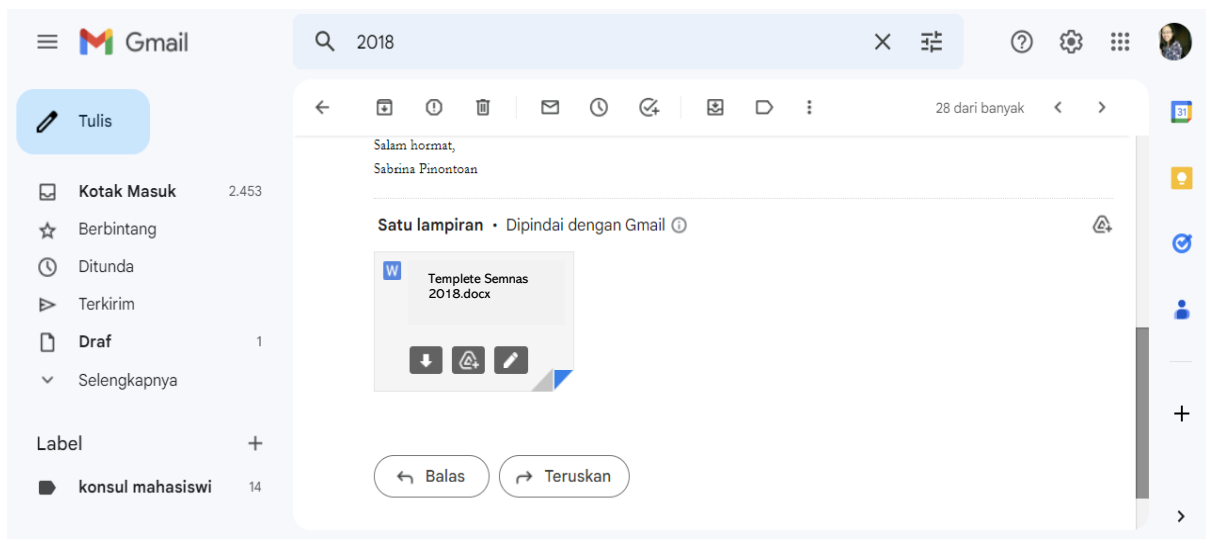 Gmail
2018
Tulis
28 dari banyak
31
Kotak Masuk 2.453
Berbintang
Ditunda
Terkirim
Draf 1
Selengkapnya
Label
konsul mahasiswi 14
Salam hormat,
Sabrina Pinontoan
Satu lampiran • Dipindai dengan Gmail
W
Templete Semnas
2018.docx
Balas
Teruskan